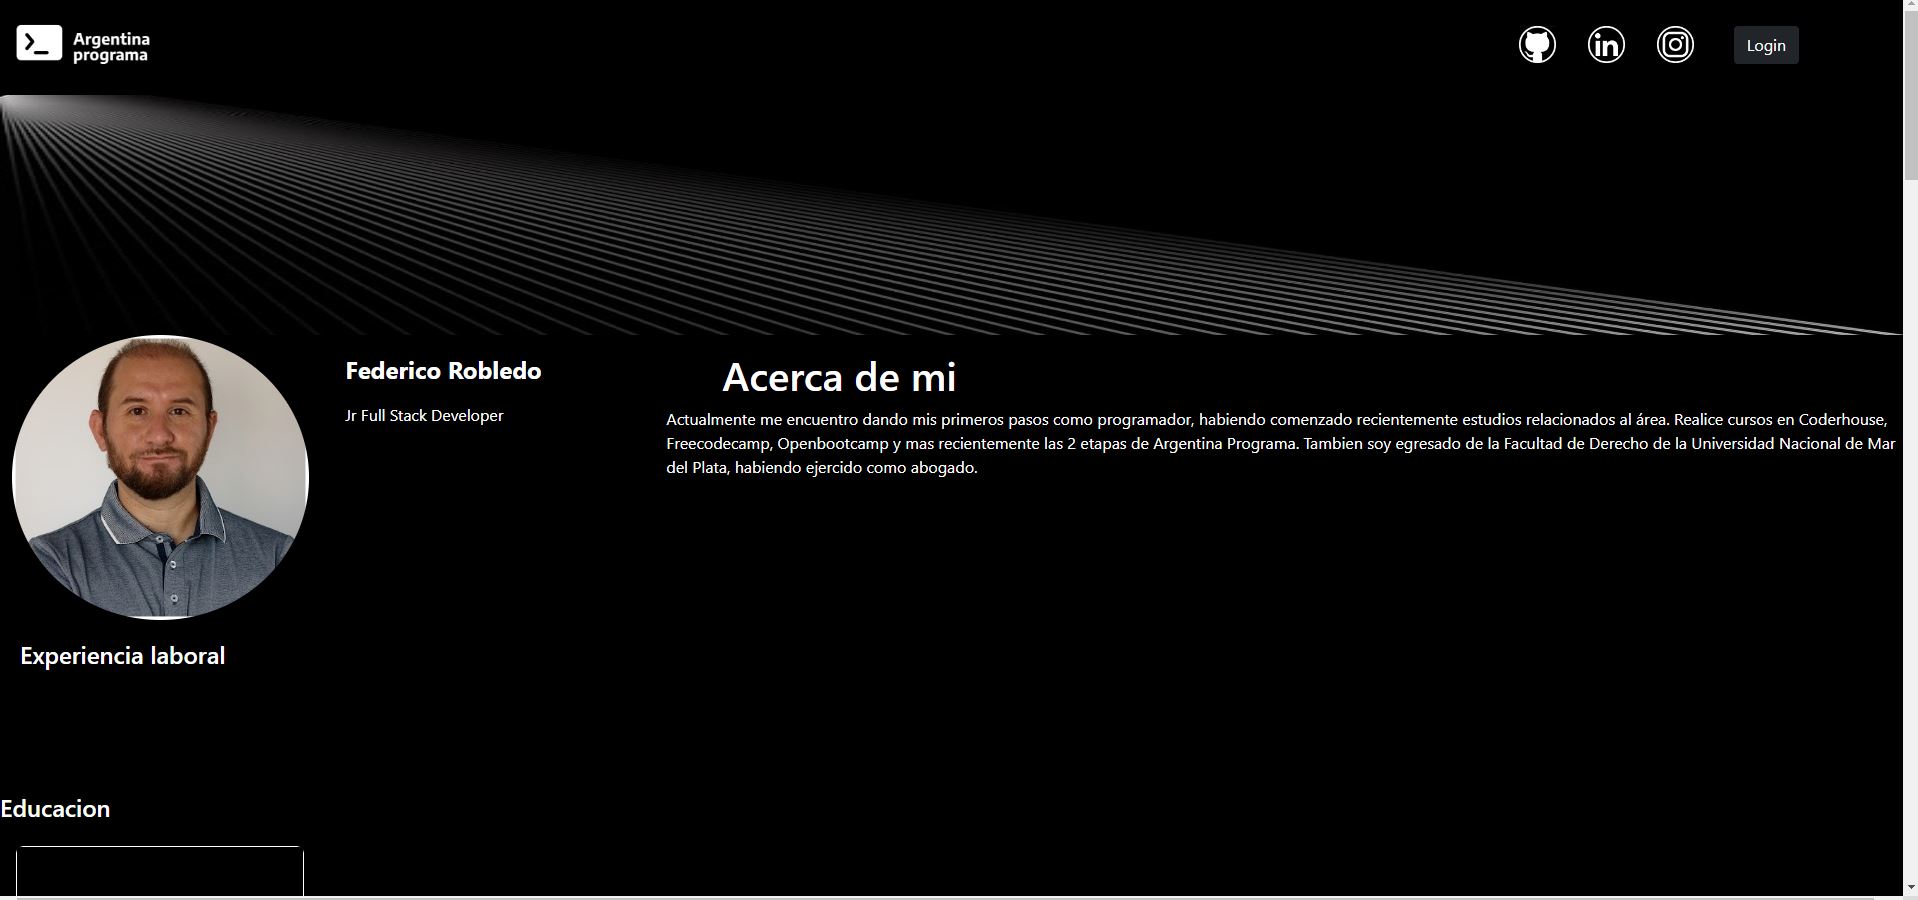 Argentina
programa
Login
Federico Robledo
Jr Full Stack Developer
Acerca de mi
Actualmente me encuentro dando mis primeros pasos como programador, habiendo comenzado recientemente estudios relacionados al área. Realice cursos en Coderhouse,
Freecodecamp, Openbootcamp y mas recientemente las 2 etapas de Argentina Programa. Tambien soy egresado de la Facultad de Derecho de la Universidad Nacional de Mar
del Plata, habiendo ejercido como abogado.
Experiencia laboral
Educacion